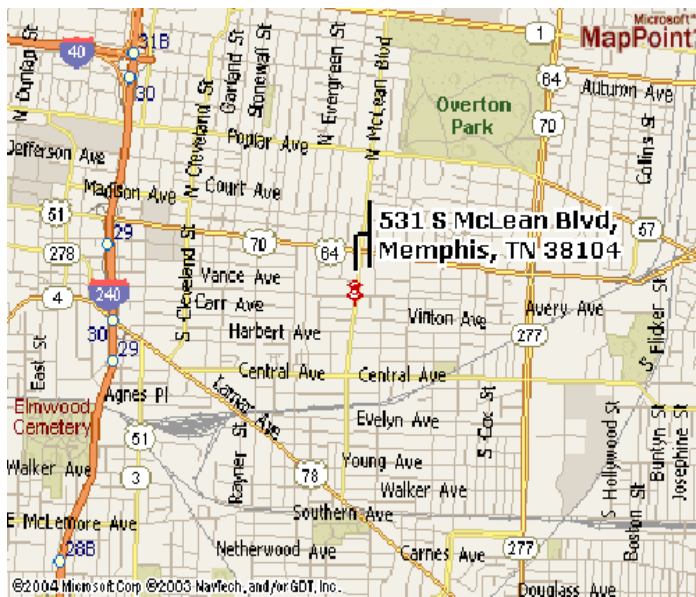 Microsoft
MapPoint
40
31B
1
30
64
N Dunlap St
Garland St
Stonewall St
N Evergreen St
N McLean Blvd
Autumn Ave
Overton
Park
70
Poplar Ave
N Cleveland St
Collins St
Jefferson Ave
Madison Ave
Court Ave
51
29
70
64
531 S McLean Blvd,
Memphis, TN 38104
57
278
240
4
Vance Ave
Carr Ave
S Cleveland St
Harbert Ave
Vinton Ave
Avery Ave
277
S Flicker St
30
29
East St
Central Ave
Central Ave
Agnes Pl
Lamar Ave
Elmwood
Cemetery
Evelyn Ave
S Cox St
51
Rayner St
Young Ave
S Hollywood St
Buntyn St
Josephine St
Walker Ave
3
78
Walker Ave
Boston St
E McLemore Ave
Southern Ave
28B
Netherwood Ave
Carnes Ave
277
Douglass Ave
©2004 Microsoft Corp ©2003 NavTech, and/or GDT, Inc.